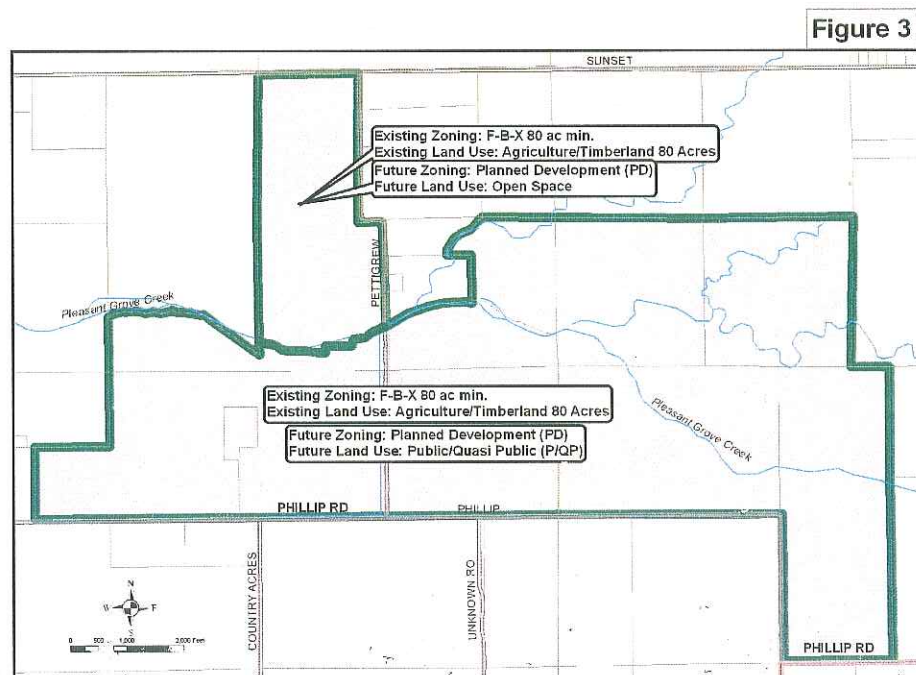 Figure 3
SUNSET
Existing Zoning: F-B-X 80 ac min.
Existing Land Use: Agriculture/Timberland 80 Acres
Future Zoning: Planned Development (PD)
Future Land Use: Open Space
PETTIGREW
Pleasant Grove Creek
Existing Zoning: F-B-X 80 ac min.
Existing Land Use: Agriculture/Timberland 80 Acres
Future Zoning: Planned Development (PD)
Future Land Use: Public/Quasi Public (P/QP)
Pleasant Grove Creek
PHILLIP RD
PHILLIP
COUNTRY ACRES
UNKNOWN RO
N
W
E
S
0 500 1,000 2,000 Feet
PHILLIP RD